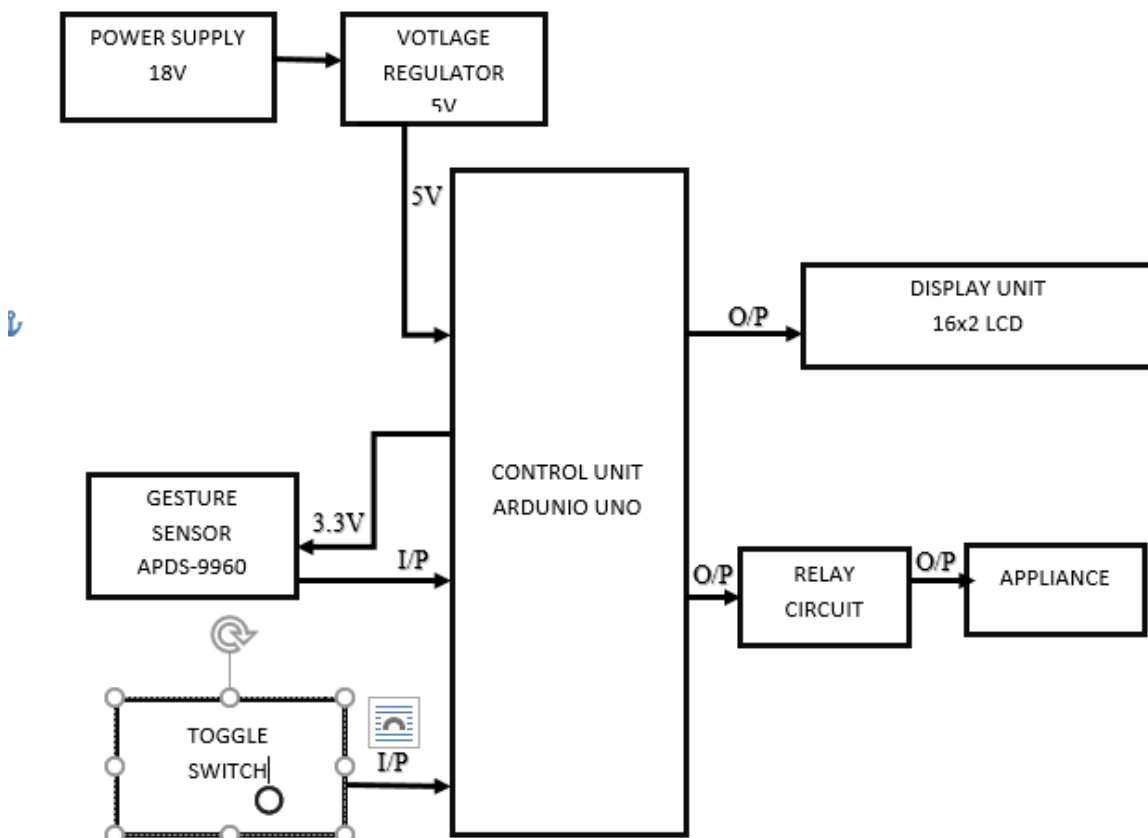 POWER SUPPLY
18V
VOTLAGE
REGULATOR
5V
5V
DISPLAY UNIT
16x2 LCD
O/P
CONTROL UNIT
ARDUNIO UNO
GESTURE
SENSOR
APDS-9960
3.3V
I/P
O/P
RELAY
CIRCUIT
O/P
APPLIANCE
TOGGLE
SWITCH
I/P